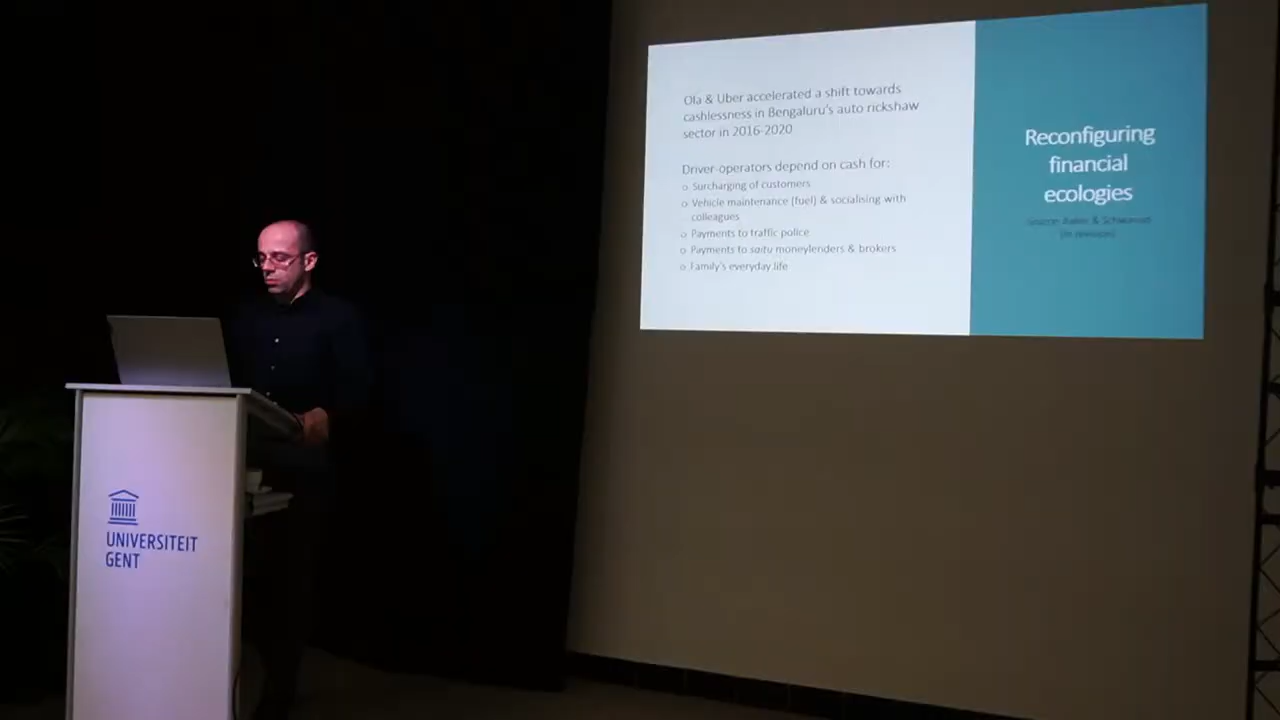 Ola & Uber accelerated a shift towards
cashlessness in Bengaluru's auto rickshaw
sector in 2016-2020
Driver-operators depend on cash for:
o Surcharging of customers
o Vehicle maintenance (fuel) & socialising with
colleagues
o Payments to traffic police
o Payments to saitu moneylenders & brokers
o Family's everyday life
Reconfiguring
financial
ecologies
UNIVERSITEIT
GENT